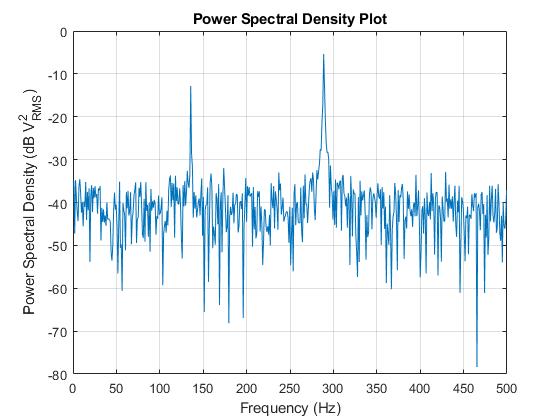 Power Spectral Density Plot
Power Spectral Density (dB V²RMS)
0
-10
-20
-30
-40
-50
-60
-70
-80
0 50 100 150 200 250 300 350 400 450 500
Frequency (Hz)